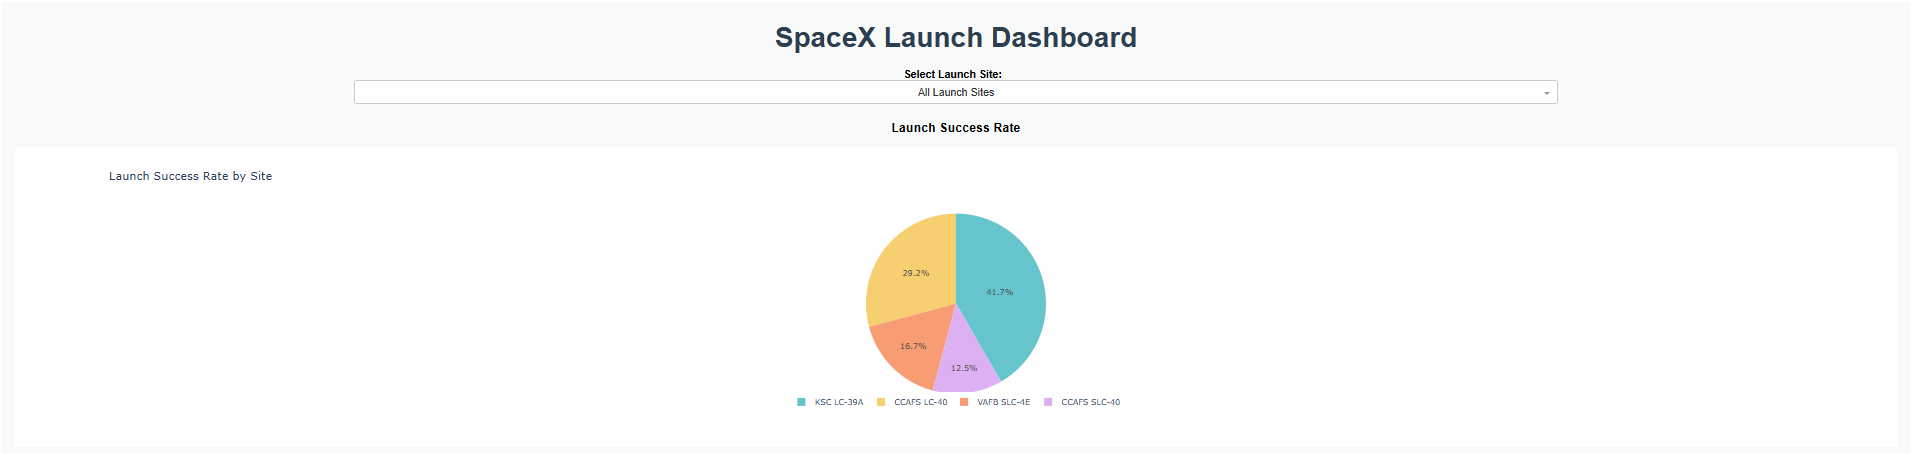 SpaceX Launch Dashboard
Select Launch Site:
All Launch Sites
Launch Success Rate
Launch Success Rate by Site
29.2%
41.7%
16.7%
12.5%
KSC LC-39A CCAFS LC-40 VAFB SLC-4E CCAFS SLC-40